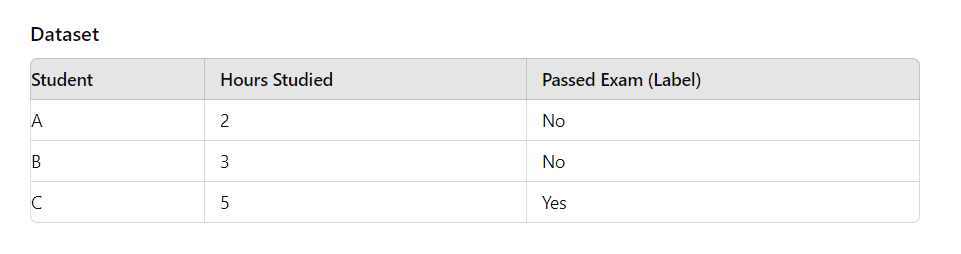 Dataset
Student Hours Studied Passed Exam (Label)
A 2 No
B 3 No
C 5 Yes